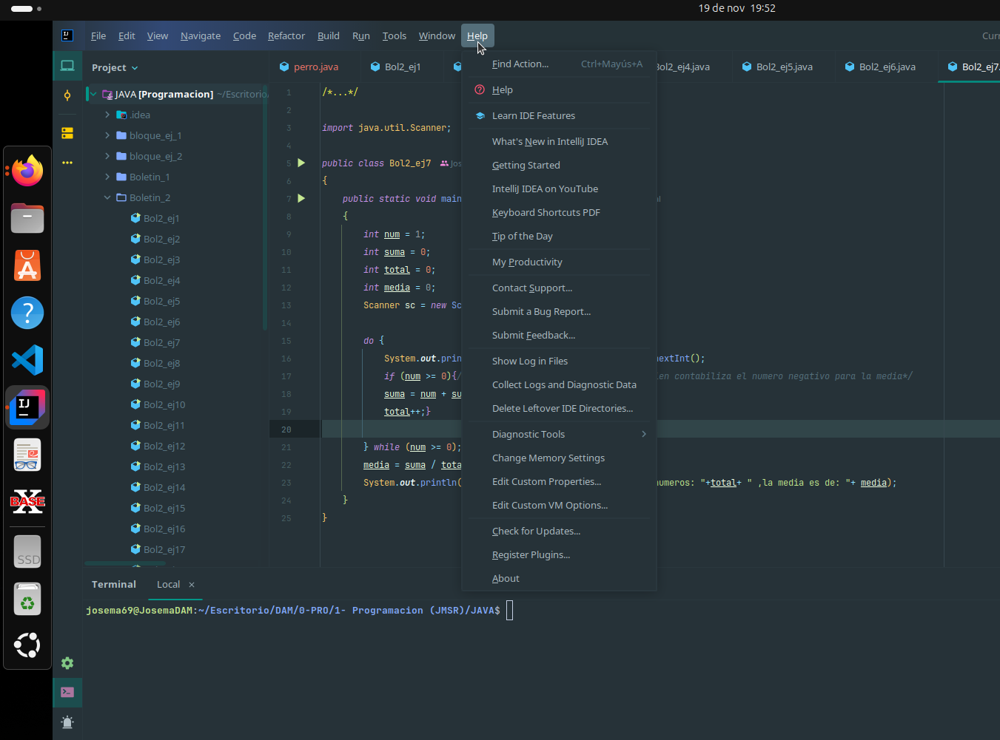 19 de nov 19:52
File Edit View Navigate Code Refactor Build Run Tools Window Help
Project
perro.java Bol2_ej1 Bol2_ej5.java Bol2_ej6.java Bol2_ej7.
JAVA [Programacion] ~/Escritorio/
.idea
bloque_ej_1
bloque_ej_2
Boletin_1
Boletin_2
Bol2_ej1
Bol2_ej2
Bol2_ej3
Bol2_ej4
Bol2_ej5
Bol2_ej6
Bol2_ej7
Bol2_ej8
Bol2_ej9
Bol2_ej10
Bol2_ej11
Bol2_ej12
Bol2_ej13
Bol2_ej14
Bol2_ej15
Bol2_ej16
Bol2_ej17
1 /*...*/
2
3 import java.util.Scanner;
4
5 public class Bol2_ej7 Jos
6 {
7 public static void main
8 {
9 int num = 1;
10 int suma = 0;
11 int total = 0;
12 int media = 0;
13 Scanner sc = new Sc
14
15 do {
16 System.out.prin extInt();
17 if (num >= 0){/ en contabiliza el numero negativo para la media*/
18 suma = num + su
19 total++;}
20
21 } while (num >= 0);
22 media = suma / tota
23 System.out.println( umeros: "+total+ " ,la media es de: "+ media);
24 }
25 }
Find Action... Ctrl+Mayús+A
Help
Learn IDE Features
What's New in IntelliJ IDEA
Getting Started
IntelliJ IDEA on YouTube
Keyboard Shortcuts PDF
Tip of the Day
My Productivity
Contact Support...
Submit a Bug Report...
Submit Feedback...
Show Log in Files
Collect Logs and Diagnostic Data
Delete Leftover IDE Directories...
Diagnostic Tools
Change Memory Settings
Edit Custom Properties...
Edit Custom VM Options...
Check for Updates...
Register Plugins...
About
Terminal Local
josema69@JosemaDAM:~/Escritorio/DAM/0-PRO/1- Programacion (JMSR)/JAVA$
IJ
BASE
SSD